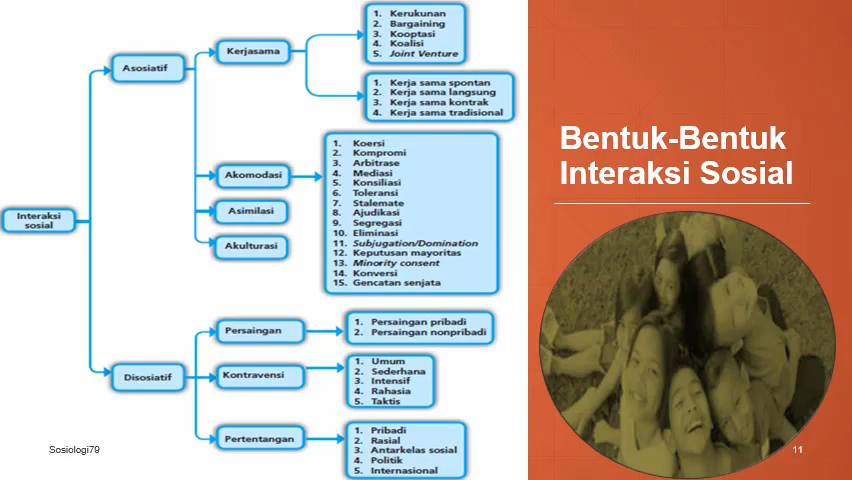 Interaksi
sosial
Asosiatif
Kerjasama
1. Kerukunan
2. Bargaining
3. Kooptasi
4. Koalisi
5. Joint Venture
1. Kerja sama spontan
2. Kerja sama langsung
3. Kerja sama kontrak
4. Kerja sama tradisional
Akomodasi
1. Koersi
2. Kompromi
3. Arbitrase
4. Mediasi
5. Konsiliasi
6. Toleransi
7. Stalemate
8. Ajudikasi
9. Segregasi
10. Eliminasi
11. Subjugation/Domination
12. Keputusan mayoritas
13. Minority consent
14. Konversi
15. Gencatan senjata
Asimilasi
Akulturasi
Disosiatif
Persaingan
1. Persaingan pribadi
2. Persaingan nonpribadi
Kontravensi
1. Umum
2. Sederhana
3. Intensif
4. Rahasia
5. Taktis
Pertentangan
1. Pribadi
2. Rasial
3. Antarkelas sosial
4. Politik
5. Internasional
Sosiologi79
Bentuk-Bentuk
Interaksi Sosial
11